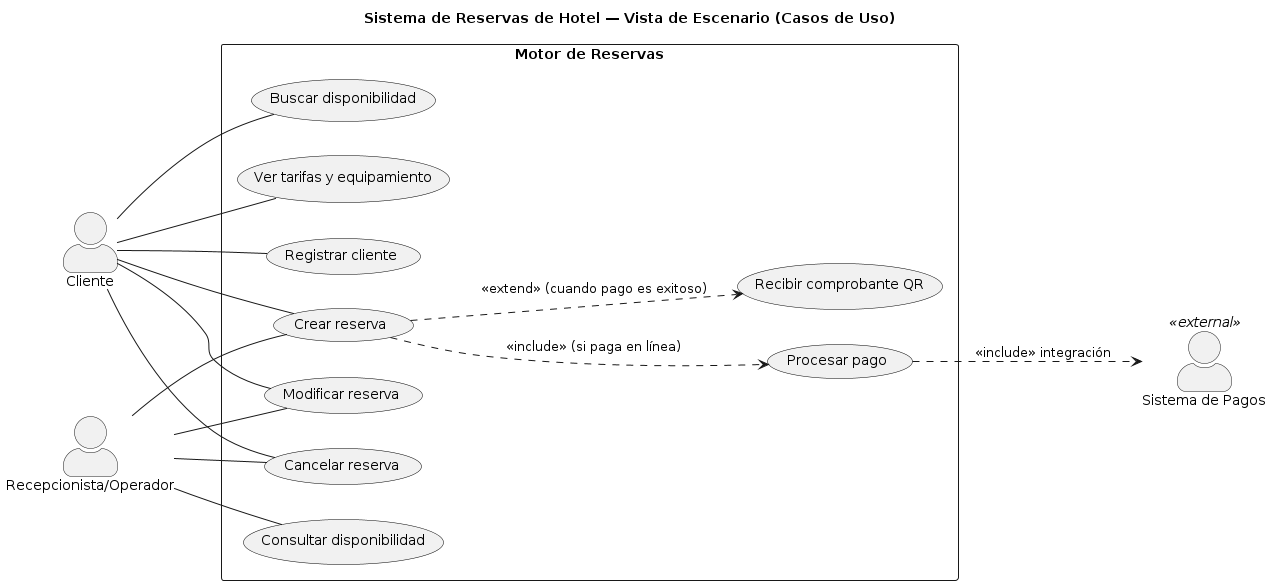 Sistema de Reservas de Hotel — Vista de Escenario (Casos de Uso)
Motor de Reservas
Buscar disponibilidad
Ver tarifas y equipamiento
Registrar cliente
Cliente
Crear reserva
«extend» (cuando pago es exitoso)
Recibir comprobante QR
«include» (si paga en línea)
Procesar pago
«include» integración
«external»
Sistema de Pagos
Modificar reserva
Cancelar reserva
Recepcionista/Operador
Consultar disponibilidad